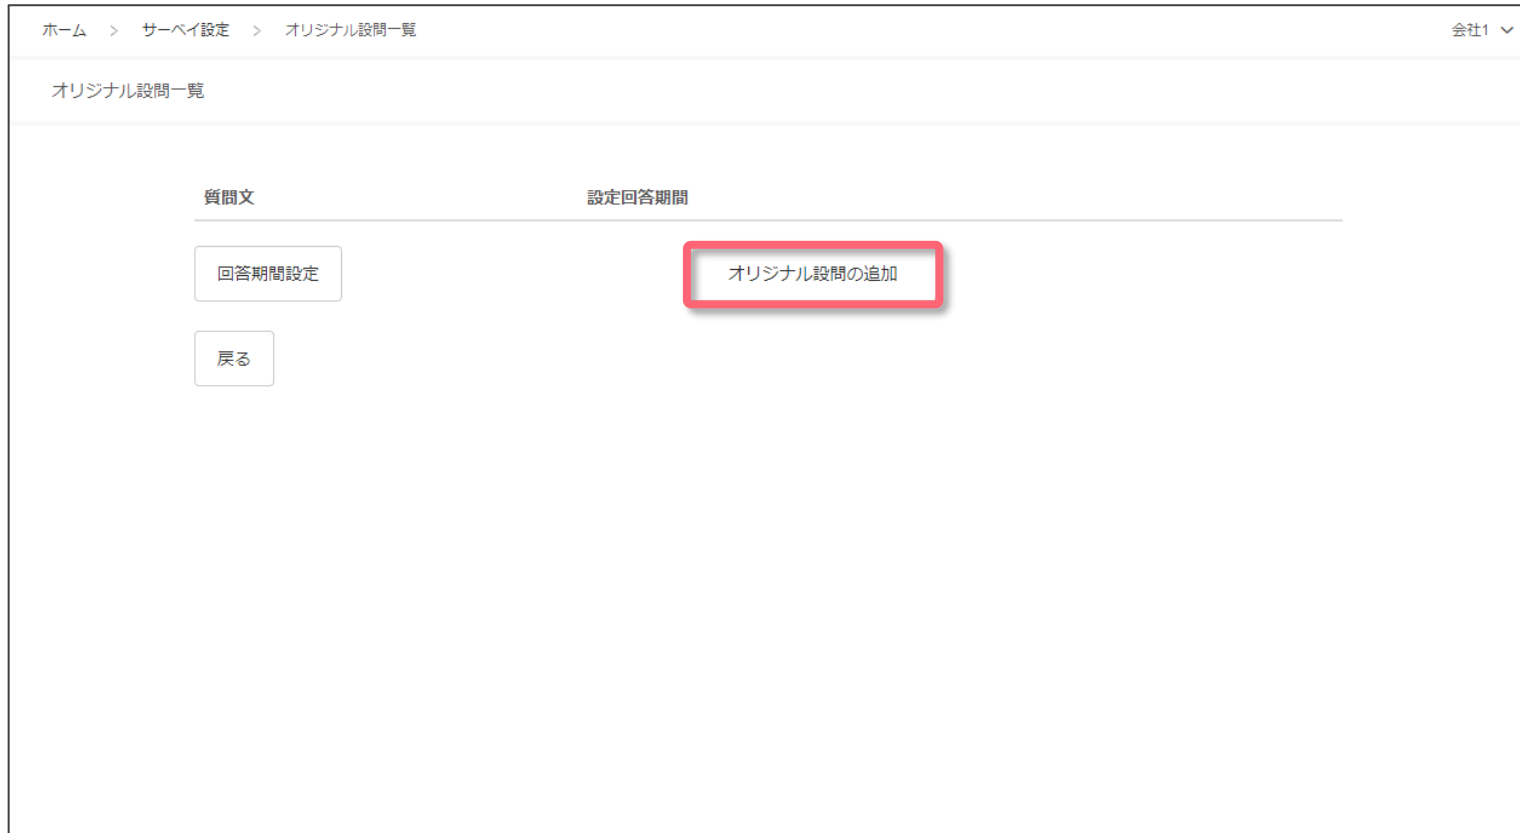 ホーム > サーベイ設定 > オリジナル設問一覧 会社1
オリジナル設問一覧
質問文 設定回答期間
回答期間設定 オリジナル設問の追加
戻る